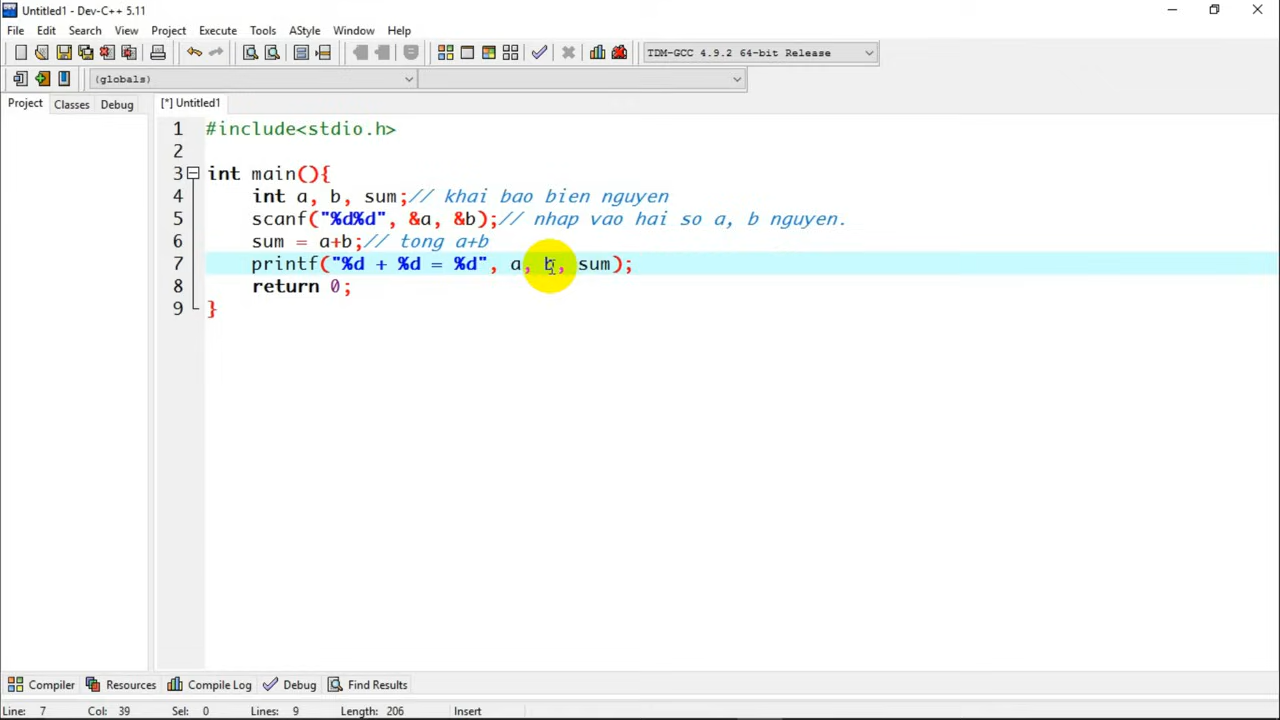 Untitled1 - Dev-C++ 5.11
File Edit Search View Project Execute Tools AStyle Window Help
TDM-GCC 4.9.2 64-bit Release
(globals)
Project Classes Debug [*] Untitled1
1 #include<stdio.h>
2
3 int main(){
4 int a, b, sum;// khai bao bien nguyen
5 scanf("%d%d", &a, &b);// nhap vao hai so a, b nguyen.
6 sum = a+b;// tong a+b
7 printf("%d + %d = %d", a, b, sum);
8 return 0;
9 }
Compiler Resources Compile Log Debug Find Results
Line: 7 Col: 39 Sel: 0 Lines: 9 Length: 206 Insert